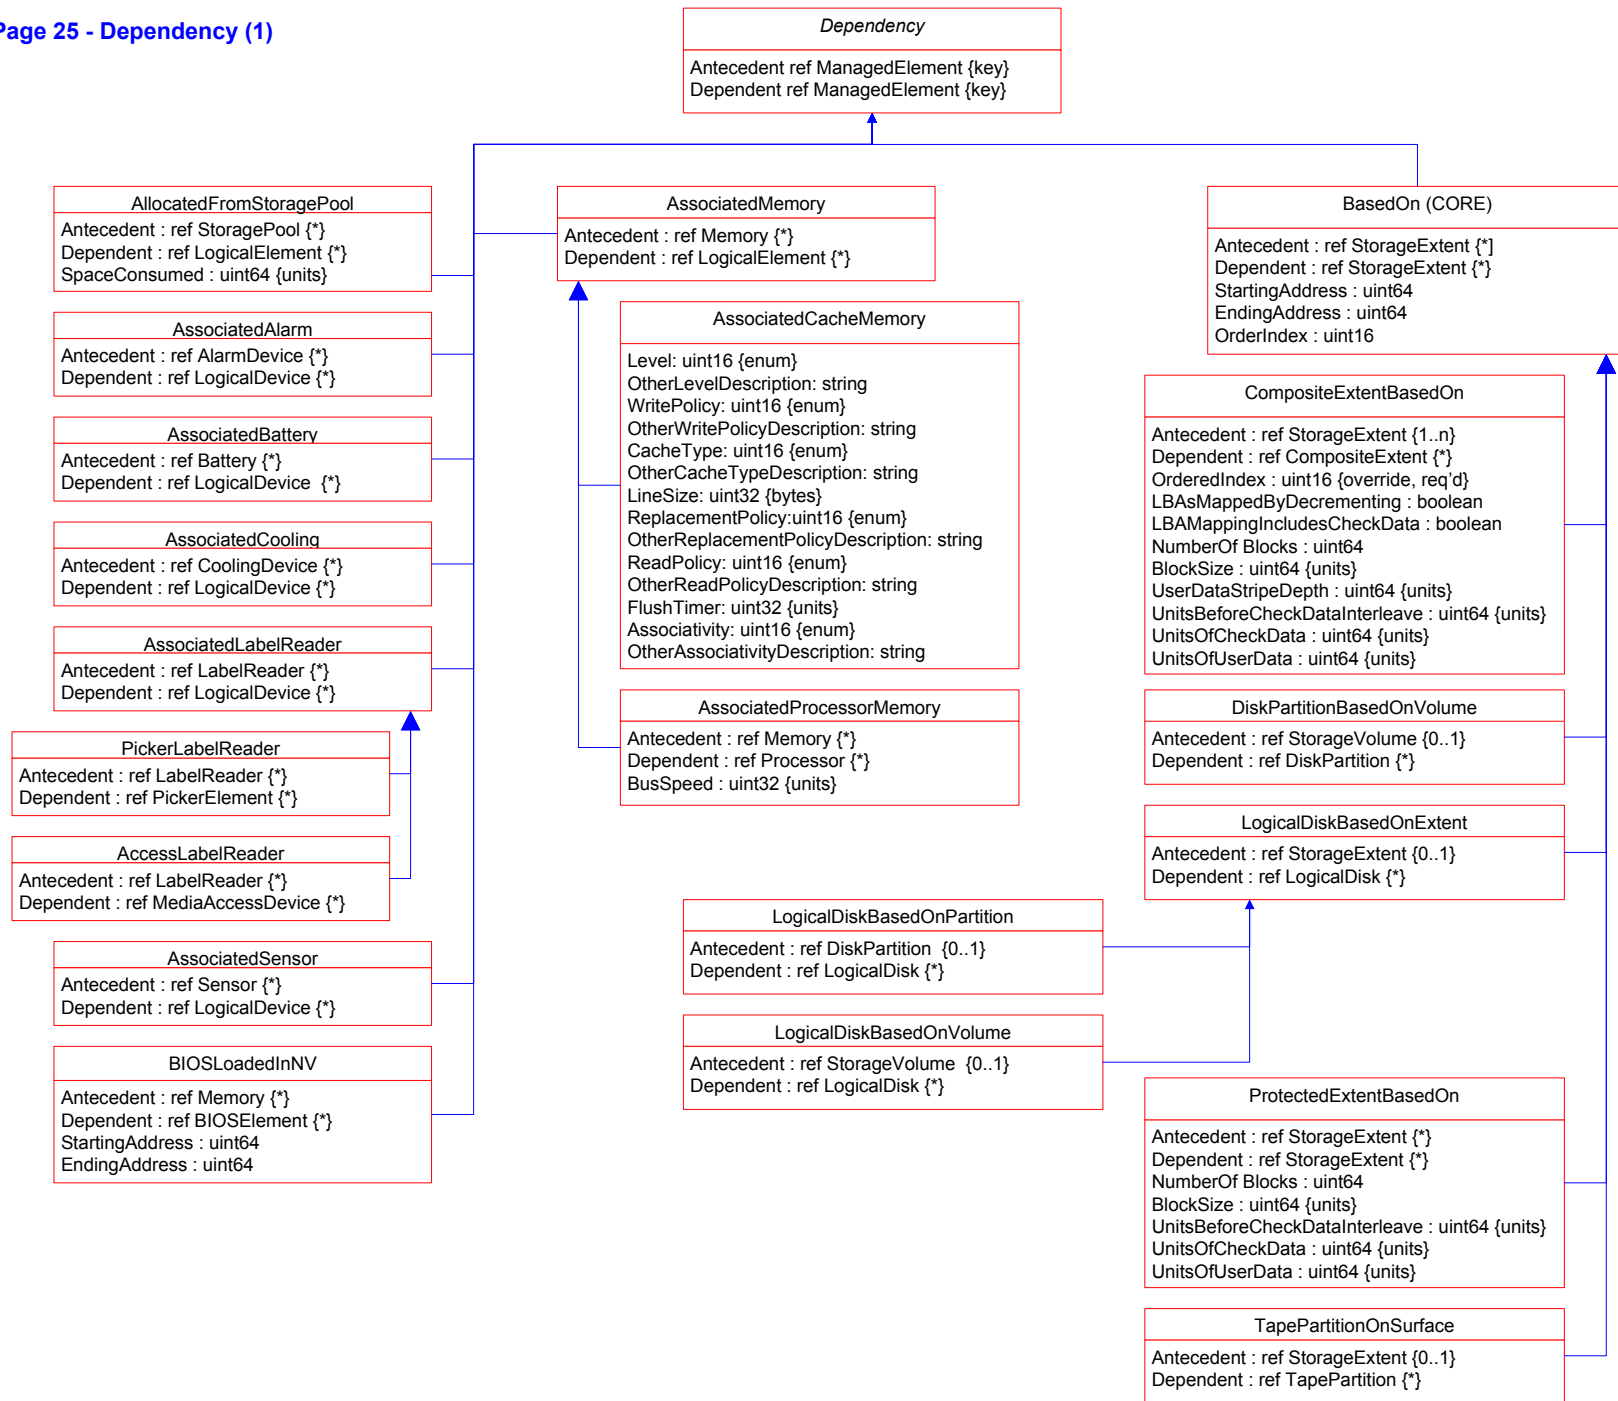 Page 25 - Dependency (1)
Dependency
Antecedent ref ManagedElement {key}
Dependent ref ManagedElement {key}
AllocatedFromStoragePool
Antecedent : ref StoragePool {*}
Dependent : ref LogicalElement {*}
SpaceConsumed : uint64 {units}
AssociatedAlarm
Antecedent : ref AlarmDevice {*}
Dependent : ref LogicalDevice {*}
AssociatedBattery
Antecedent : ref Battery {*}
Dependent : ref LogicalDevice {*}
AssociatedCooling
Antecedent : ref CoolingDevice {*}
Dependent : ref LogicalDevice {*}
AssociatedLabelReader
Antecedent : ref LabelReader {*}
Dependent : ref LogicalDevice {*}
PickerLabelReader
Antecedent : ref LabelReader {*}
Dependent : ref PickerElement {*}
AccessLabelReader
Antecedent : ref LabelReader {*}
Dependent : ref MediaAccessDevice {*}
AssociatedSensor
Antecedent : ref Sensor {*}
Dependent : ref LogicalDevice {*}
BIOSLoadedInNV
Antecedent : ref Memory {*}
Dependent : ref BIOSElement {*}
StartingAddress : uint64
EndingAddress : uint64
AssociatedMemory
Antecedent : ref Memory {*}
Dependent : ref LogicalElement {*}
AssociatedCacheMemory
Level: uint16 {enum}
OtherLevelDescription: string
WritePolicy: uint16 {enum}
OtherWritePolicyDescription: string
CacheType: uint16 {enum}
OtherCacheTypeDescription: string
LineSize: uint32 {bytes}
ReplacementPolicy:uint16 {enum}
OtherReplacementPolicyDescription: string
ReadPolicy: uint16 {enum}
OtherReadPolicyDescription: string
FlushTimer: uint32 {units}
Associativity: uint16 {enum}
OtherAssociativityDescription: string
AssociatedProcessorMemory
Antecedent : ref Memory {*}
Dependent : ref Processor {*}
BusSpeed : uint32 {units}
LogicalDiskBasedOnPartition
Antecedent : ref DiskPartition {0..1}
Dependent : ref LogicalDisk {*}
LogicalDiskBasedOnVolume
Antecedent : ref StorageVolume {0..1}
Dependent : ref LogicalDisk {*}
BasedOn (CORE)
Antecedent : ref StorageExtent {*]
Dependent : ref StorageExtent {*}
StartingAddress : uint64
EndingAddress : uint64
OrderIndex : uint16
CompositeExtentBasedOn
Antecedent : ref StorageExtent {1..n}
Dependent : ref CompositeExtent {*}
OrderedIndex : uint16 {override, req’d}
LBAsMappedByDecrementing : boolean
LBAMappingIncludesCheckData : boolean
NumberOf Blocks : uint64
BlockSize : uint64 {units}
UserDataStripeDepth : uint64 {units}
UnitsBeforeCheckDataInterleave : uint64 {units}
UnitsOfCheckData : uint64 {units}
UnitsOfUserData : uint64 {units}
DiskPartitionBasedOnVolume
Antecedent : ref StorageVolume {0..1}
Dependent : ref DiskPartition {*}
LogicalDiskBasedOnExtent
Antecedent : ref StorageExtent {0..1}
Dependent : ref LogicalDisk {*}
ProtectedExtentBasedOn
Antecedent : ref StorageExtent {*}
Dependent : ref StorageExtent {*}
NumberOf Blocks : uint64
BlockSize : uint64 {units}
UnitsBeforeCheckDataInterleave : uint64 {units}
UnitsOfCheckData : uint64 {units}
UnitsOfUserData : uint64 {units}
TapePartitionOnSurface
Antecedent : ref StorageExtent {0..1}
Dependent : ref TapePartition {*}